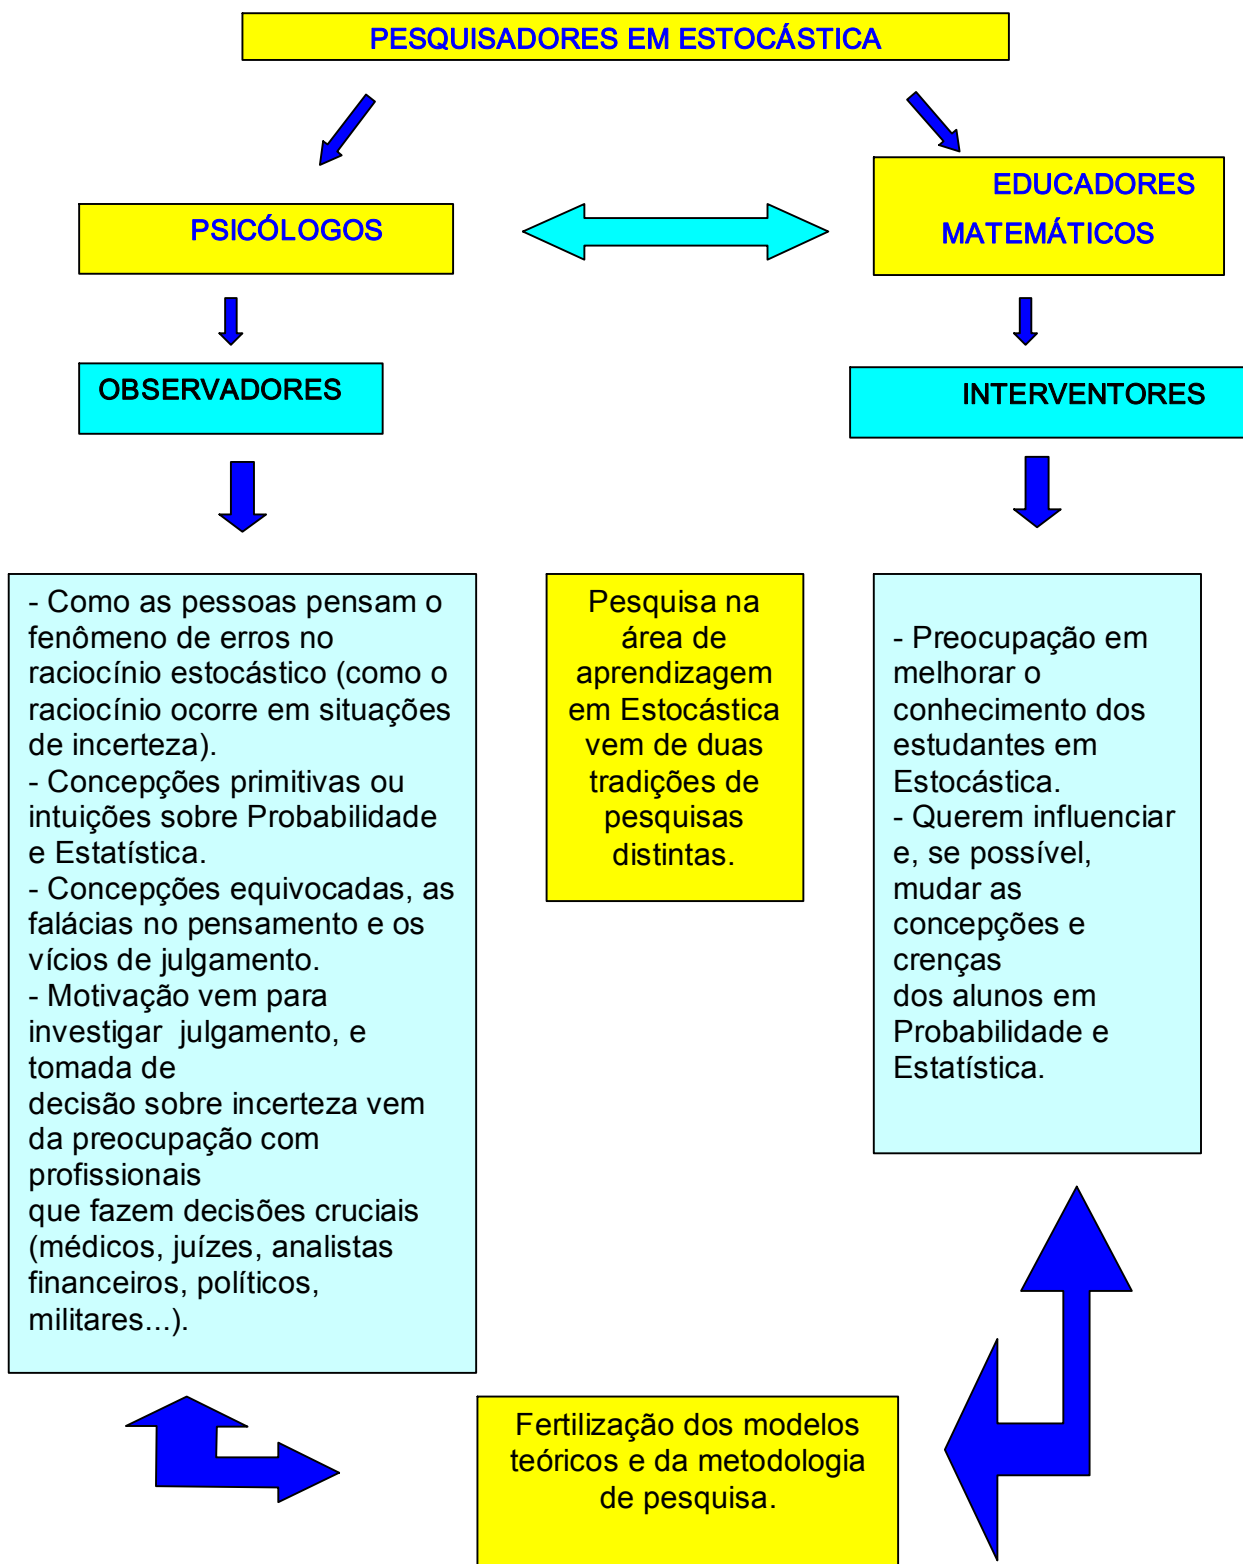 PESQUISADORES EM ESTOCÁSTICA
PSICÓLOGOS
EDUCADORES
MATEMÁTICOS
OBSERVADORES
INTERVENTORES
- Como as pessoas pensam o
fenômeno de erros no
raciocínio estocástico (como o
raciocínio ocorre em situações
de incerteza).
- Concepções primitivas ou
intuições sobre Probabilidade
e Estatística.
- Concepções equivocadas, as
falácias no pensamento e os
vícios de julgamento.
- Motivação vem para
investigar  julgamento, e
tomada de
decisão sobre incerteza vem
da preocupação com
profissionais
que fazem decisões cruciais
(médicos, juízes, analistas
financeiros, políticos,
militares...).
Pesquisa na
área de
aprendizagem
em Estocástica
vem de duas
tradições de
pesquisas
distintas.
- Preocupação em
melhorar o
conhecimento dos
estudantes em
Estocástica.
- Querem influenciar
e, se possível,
mudar as
concepções e
crenças
dos alunos em
Probabilidade e
Estatística.
Fertilização dos modelos
teóricos e da metodologia
de pesquisa.